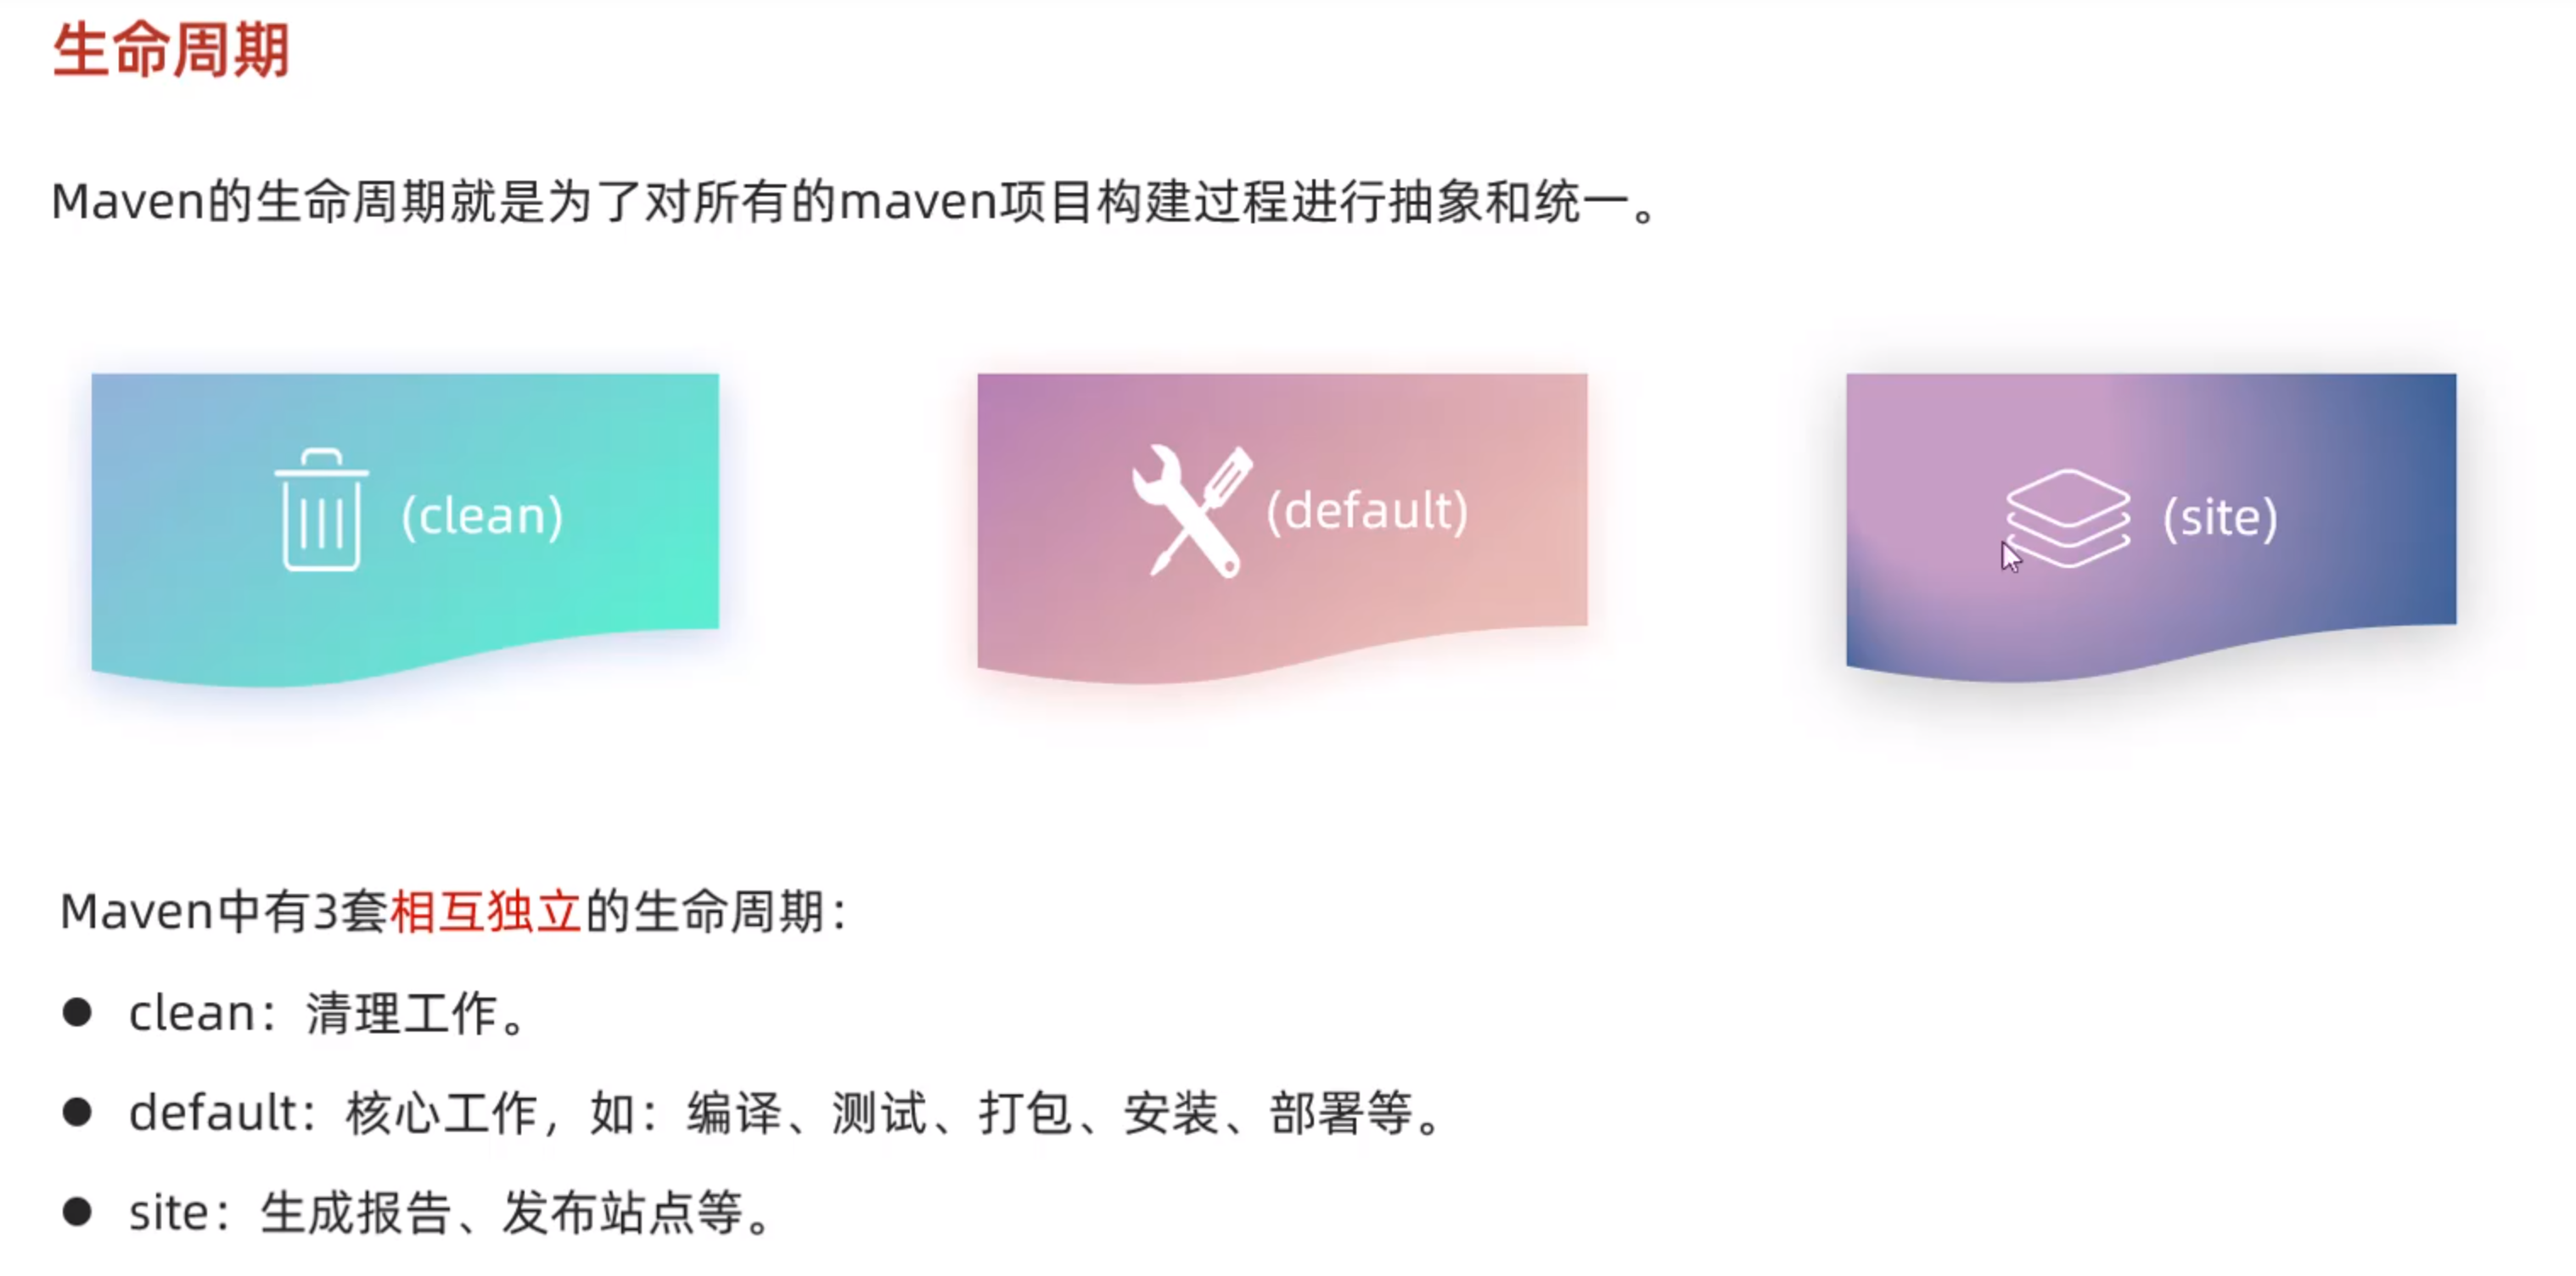 生命周期
Maven的生命周期就是为了对所有的maven项目构建过程进行抽象和统一。
(clean)
(default)
(site)
Maven中有3套相互独立的生命周期：
● clean：清理工作。
● default：核心工作，如：编译、测试、打包、安装、部署等。
● site：生成报告、发布站点等。